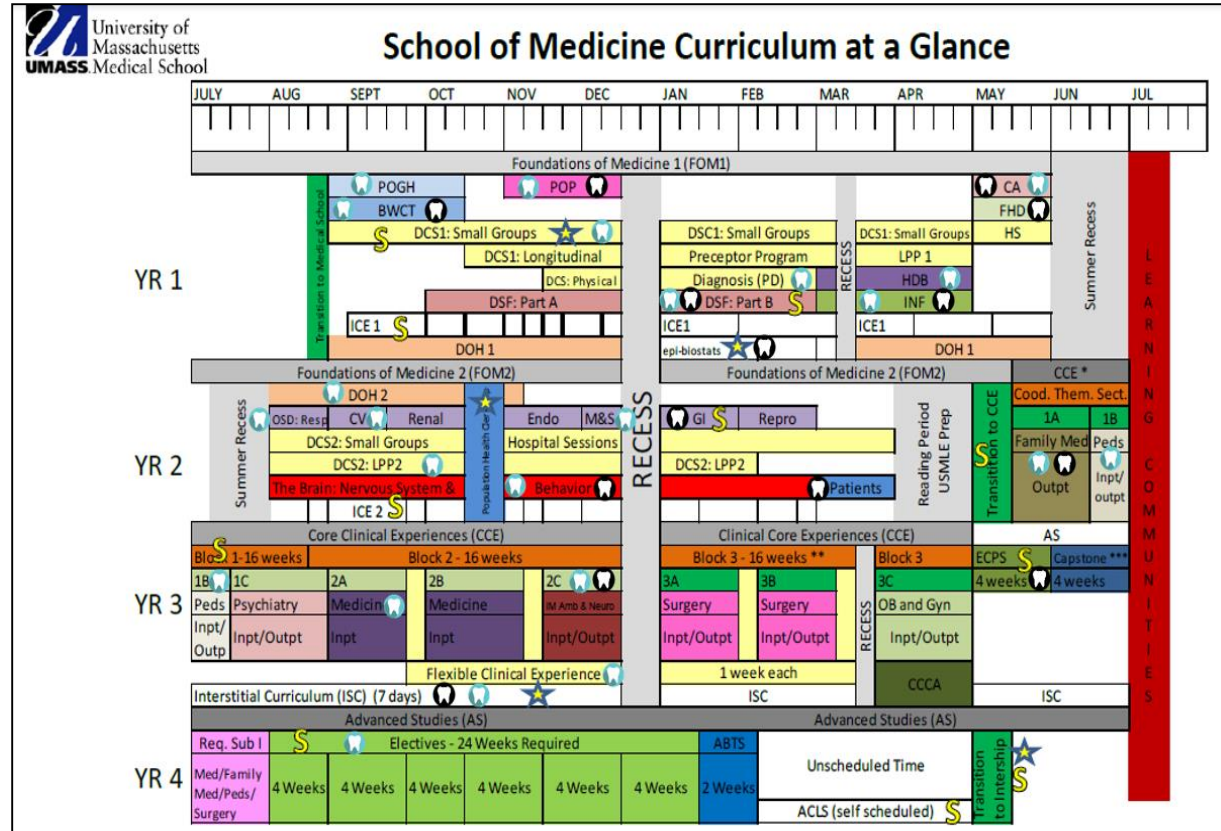 University of
Massachusetts
UMASS Medical School
School of Medicine Curriculum at a Glance
JULY AUG SEPT OCT NOV DEC JAN FEB MAR APR MAY JUN JUL
Foundations of Medicine 1 (FOM1)
YR 1
Transition to Medical School
POGH POP CA
BWCT FHD
DCS1: Small Groups DSC1: Small Groups DCS1: Small Groups HS
DCS1: Longitudinal Preceptor Program LPP 1
DCS: Physical Diagnosis (PD) HDB
DSF: Part A DSF: Part B S INF
ICE 1 S ICE1 ICE1
DOH 1 epi-biostats DOH 1
S
RECESS
RECESS
Summer Recess
LEARNING COMMUNITIES
Foundations of Medicine 2 (FOM2) Foundations of Medicine 2 (FOM2) CCE *
YR 2
Summer Recess
DOH 2 Cood. Them. Sect.
OSD: Resp CV Renal Endo M&S GI S Repro 1A 1B
DCS2: Small Groups Hospital Sessions Family Med Peds
DCS2: LPP2 DCS2: LPP2 Outpt Inpt/
outpt
The Brain: Nervous System & Behavior Patients
ICE 2 S
Reading Period
USMLE Prep
Transition to CCE
S
Core Clinical Experiences (CCE) Clinical Core Experiences (CCE) AS
YR 3
S
Block 1-16 weeks Block 2 - 16 weeks Block 3 - 16 weeks ** Block 3 ECPS S Capstone ***
1B 1C 2A 2B 2C 3A 3B 3C 4 weeks 4 weeks
Peds Psychiatry Medicin Medicine IM Amb & Neuro Surgery Surgery OB and Gyn
Inpt/
Outp Inpt/Outpt Inpt Inpt Inpt/Outpt Inpt/Outpt Inpt/Outpt Inpt/Outpt
RECESS
Flexible Clinical Experience 1 week each CCCA
Interstitial Curriculum (ISC) (7 days) ISC ISC
Advanced Studies (AS) Advanced Studies (AS)
YR 4
Req. Sub I S Electives - 24 Weeks Required ABTS
Med/Family
Med/Peds/
Surgery
4 Weeks 4 Weeks 4 Weeks 4 Weeks 4 Weeks 4 Weeks 2 Weeks
Unscheduled Time
ACLS (self scheduled) S
Transition
to Intership
S